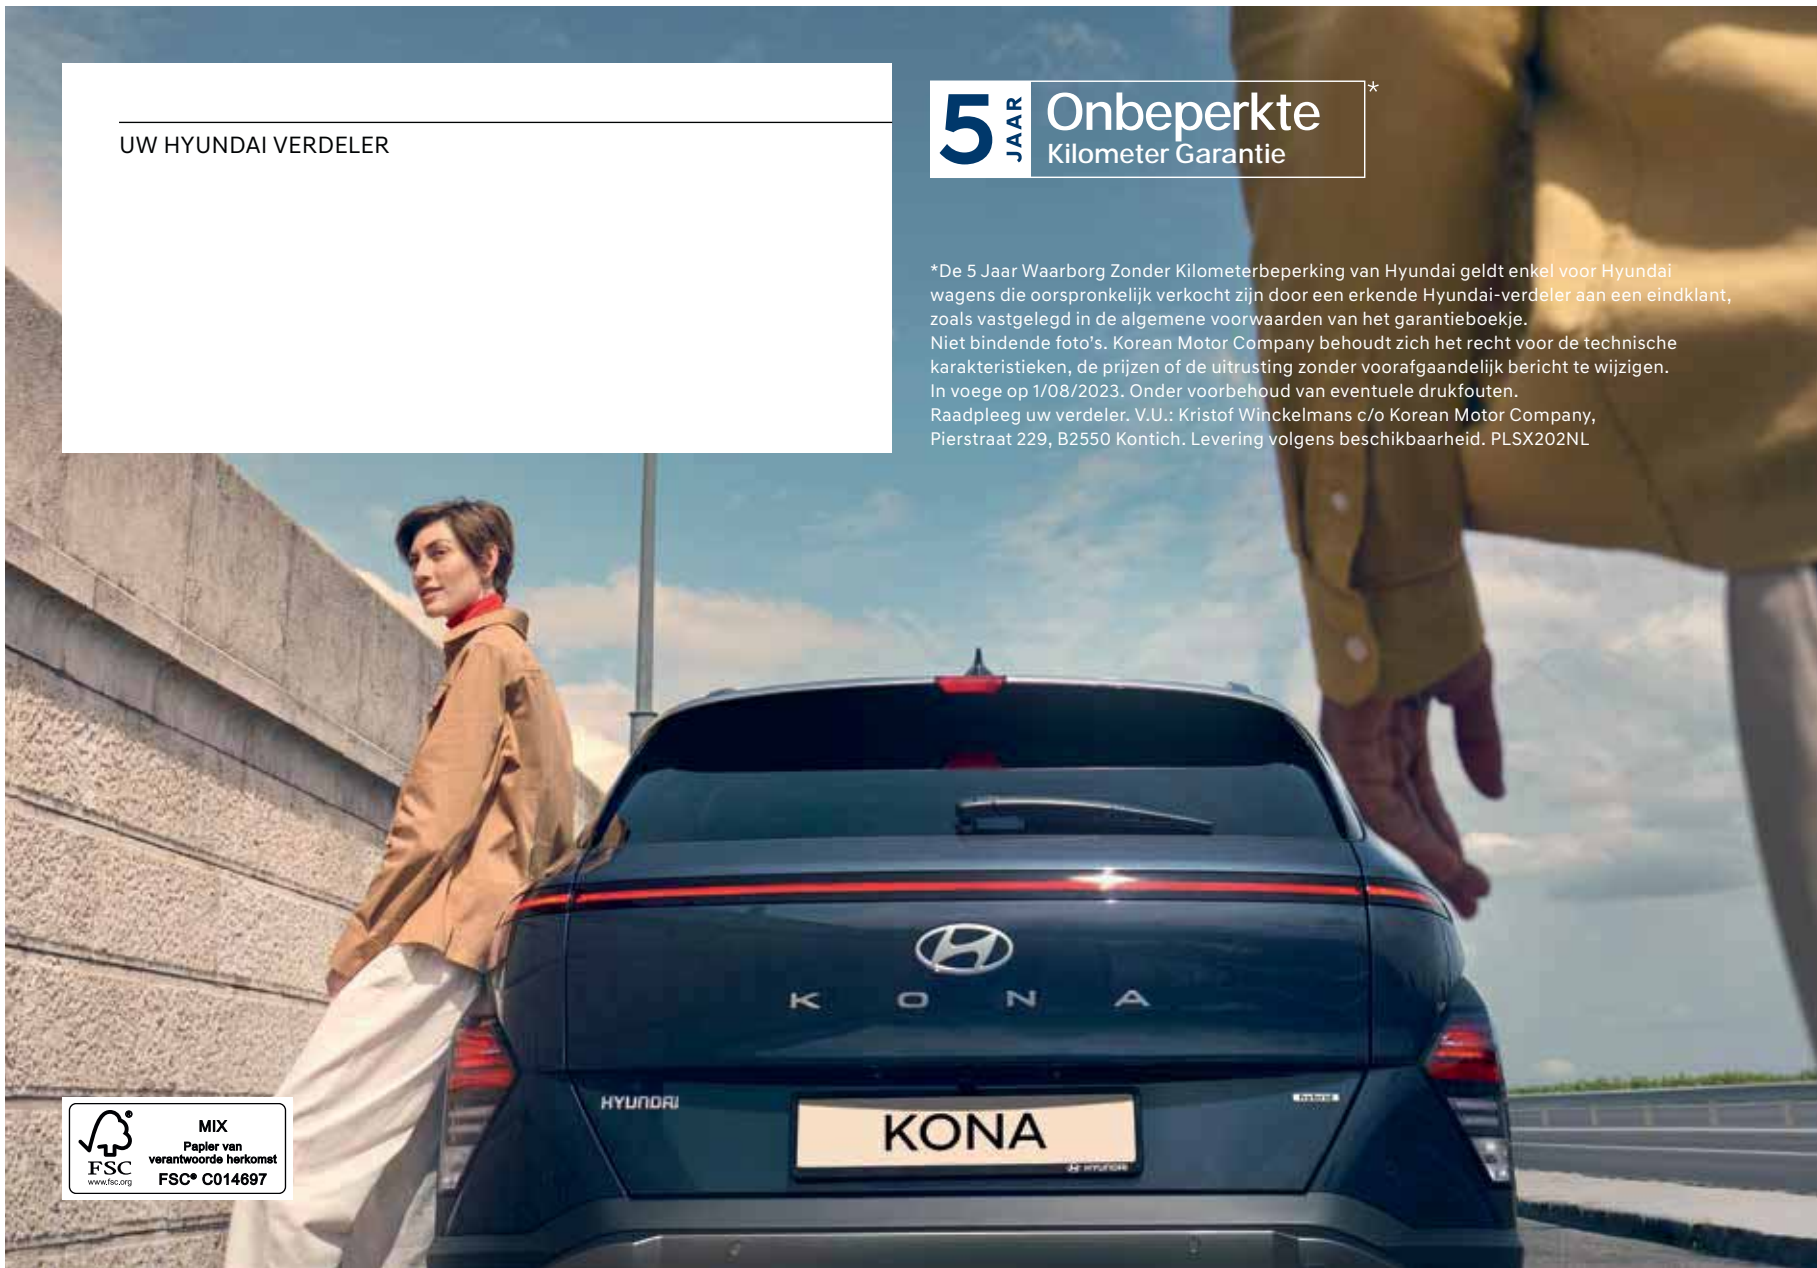 UW HYUNDAI VERDELER
5 JAAR
Onbeperkte
Kilometer Garantie
*
*De 5 Jaar Waarborg Zonder Kilometerbeperking van Hyundai geldt enkel voor Hyundai
wagens die oorspronkelijk verkocht zijn door een erkende Hyundai-verdeler aan een eindklant,
zoals vastgelegd in de algemene voorwaarden van het garantieboekje.
Niet bindende foto's. Korean Motor Company behoudt zich het recht voor de technische
karakteristieken, de prijzen of de uitrusting zonder voorafgaandelijk bericht te wijzigen.
In voege op 1/08/2023. Onder voorbehoud van eventuele drukfouten.
Raadpleeg uw verdeler. V.U.: Kristof Winckelmans c/o Korean Motor Company,
Pierstraat 229, B2550 Kontich. Levering volgens beschikbaarheid. PLSX202NL
KONA
HYUNDAI
KONA
HYUNDAI
MIX
Papier van
verantwoorde herkomst
FSC® C014697
FSC
www.fsc.org